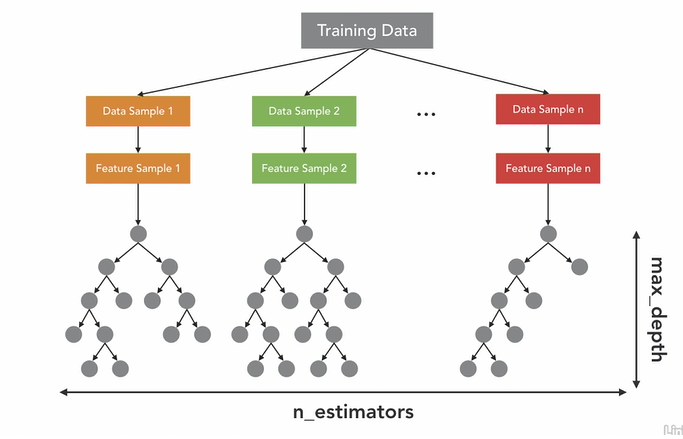 Training Data
Data Sample 1
Data Sample 2
...
Data Sample n
Feature Sample 1
Feature Sample 2
...
Feature Sample n
max_depth
n_estimators